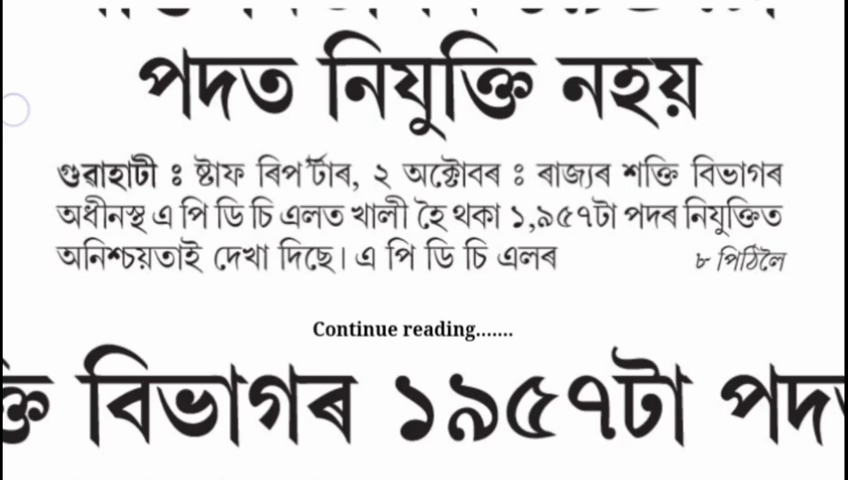 পদত নিযুক্তি নহয়
গুৱাহাটী ঃ ষ্টাফ ৰিপ'ৰ্টাৰ, ২ অক্টোবৰ ঃ ৰাজ্যৰ শক্তি বিভাগৰ
অধীনস্থ এ পি ডি চি এলত খালী হৈ থকা ১,৯৫৭টা পদৰ নিযুক্তিত
অনিশ্চয়তাই দেখা দিছে। এ পি ডি চি এলৰ ৮ পিঠিলৈ
Continue reading.......
বিভাগৰ ১৯৫৭টা